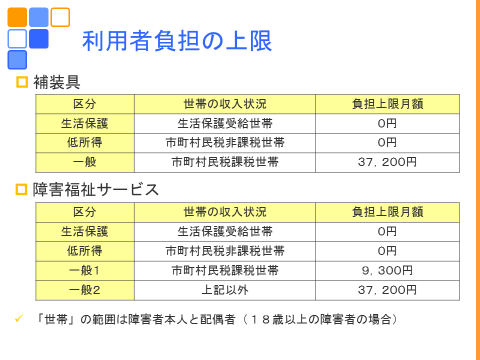 利用者負担の上限
補装具
区分 世帯の収入状況 負担上限月額
生活保護 生活保護受給世帯 0円
低所得 市町村民税非課税世帯 0円
一般 市町村民税課税世帯 37,200円
障害福祉サービス
区分 世帯の収入状況 負担上限月額
生活保護 生活保護受給世帯 0円
低所得 市町村民税非課税世帯 0円
一般1 市町村民税課税世帯 9,300円
一般2 上記以外 37,200円
「世帯」の範囲は障害者本人と配偶者(18歳以上の障害者の場合)